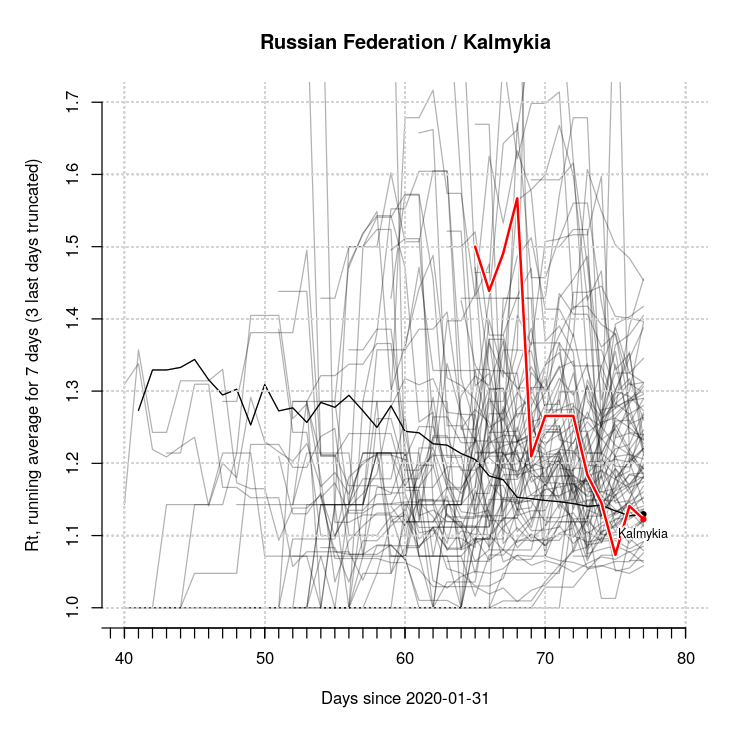 Russian Federation / Kalmykia
Rt, running average for 7 days (3 last days truncated)
1.7
1.6
1.5
1.4
1.3
1.2
1.1
1.0
Kalmykia
40 50 60 70 80
Days since 2020-01-31